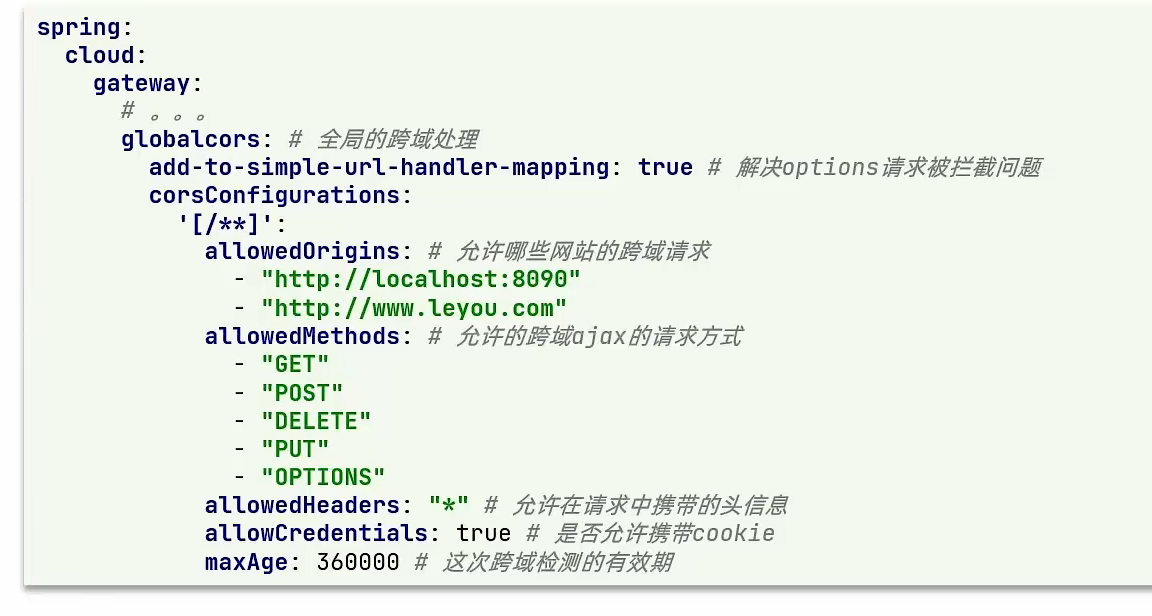 spring:
  cloud:
    gateway:
      # 。。。
      globalcors: # 全局的跨域处理
        add-to-simple-url-handler-mapping: true # 解决options请求被拦截问题
        corsConfigurations:
          '[/**]':
            allowedOrigins: # 允许哪些网站的跨域请求
              - "http://localhost:8090"
              - "http://www.leyou.com"
            allowedMethods: # 允许的跨域ajax的请求方式
              - "GET"
              - "POST"
              - "DELETE"
              - "PUT"
              - "OPTIONS"
            allowedHeaders: "*" # 允许在请求中携带的头信息
            allowCredentials: true # 是否允许携带cookie
            maxAge: 360000 # 这次跨域检测的有效期